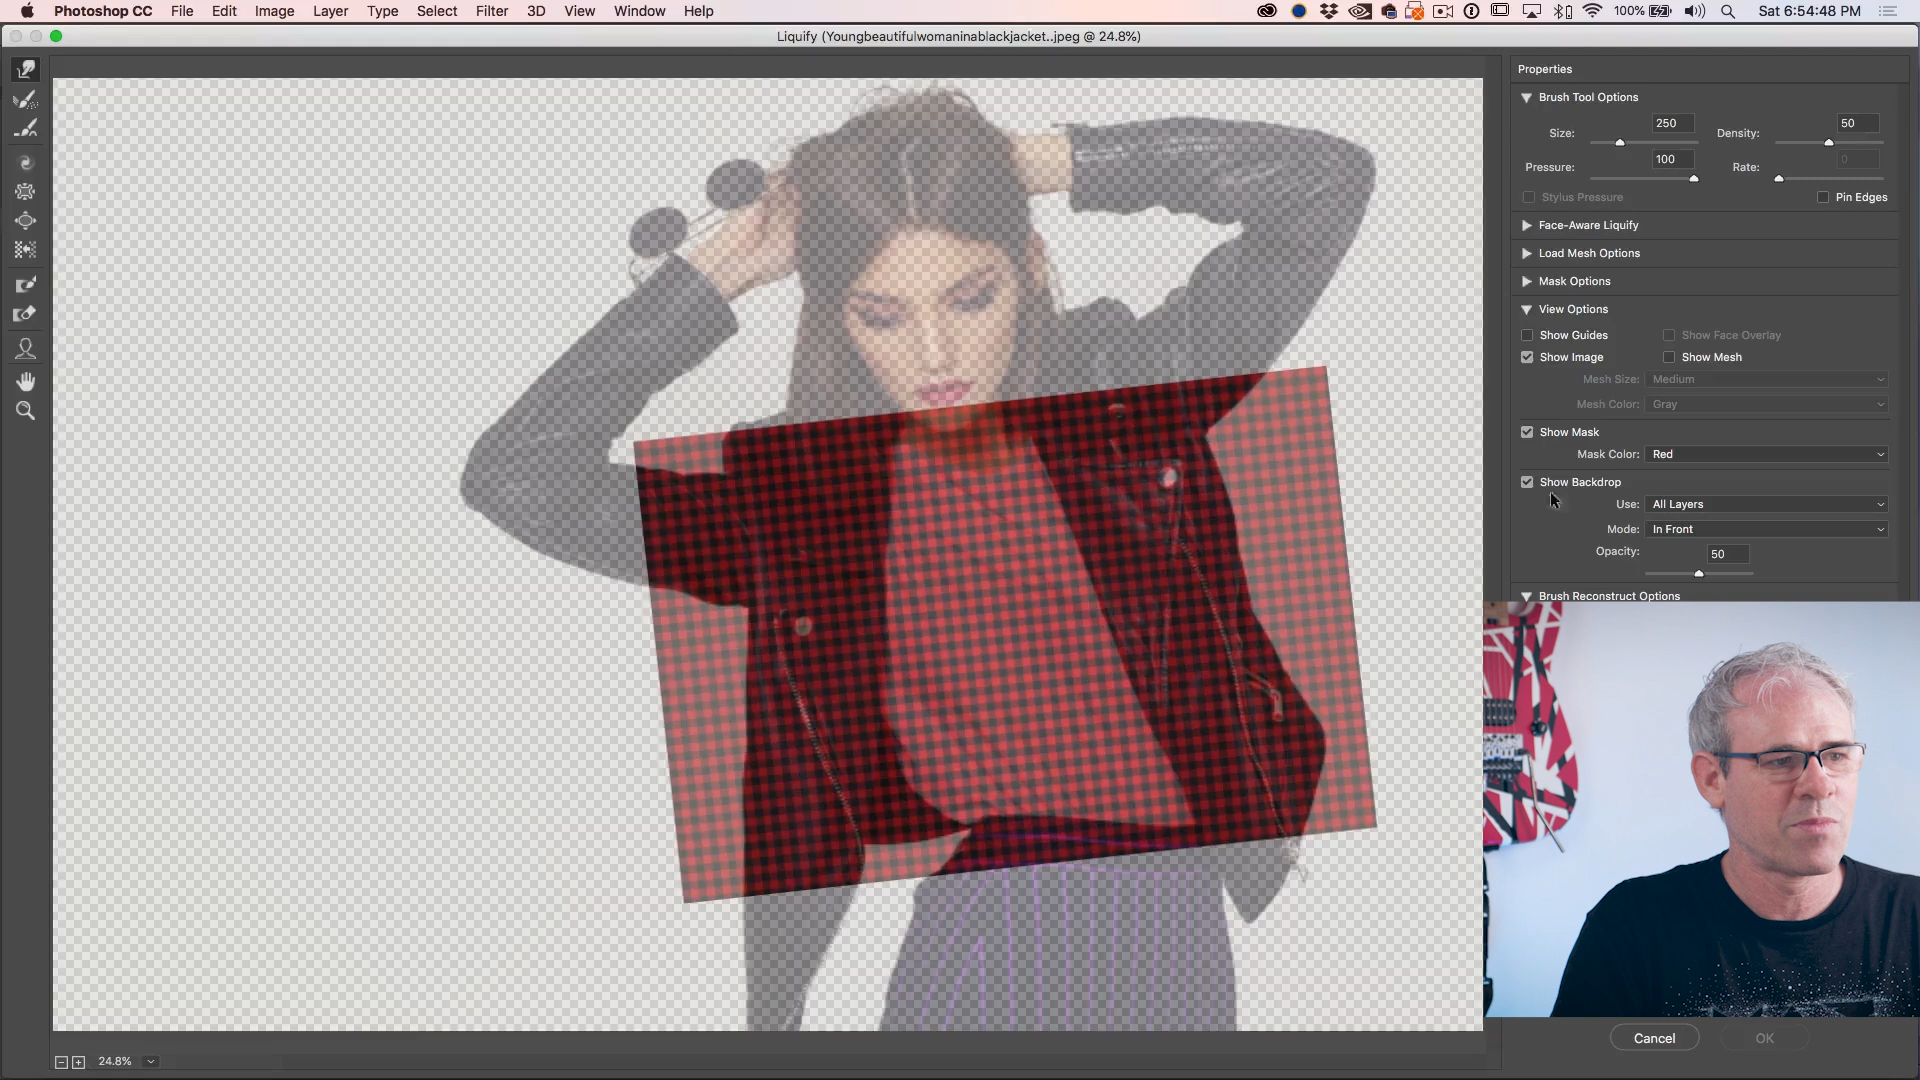 Photoshop CC File Edit Image Layer Type Select Filter 3D View Window Help 100% Sat 6:54:48 PM
Liquify (Youngbeautifulwomaninablackjacket..jpeg @ 24.8%)
Properties
Brush Tool Options
Size: 250 Density: 50
Pressure: 100 Rate: 0
Stylus Pressure Pin Edges
Face-Aware Liquify
Load Mesh Options
Mask Options
View Options
Show Guides Show Face Overlay
Show Image Show Mesh
Mesh Size: Medium
Mesh Color: Gray
Show Mask
Mask Color: Red
Show Backdrop
Use: All Layers
Mode: In Front
Opacity: 50
Brush Reconstruct Options
Cancel OK
24.8%